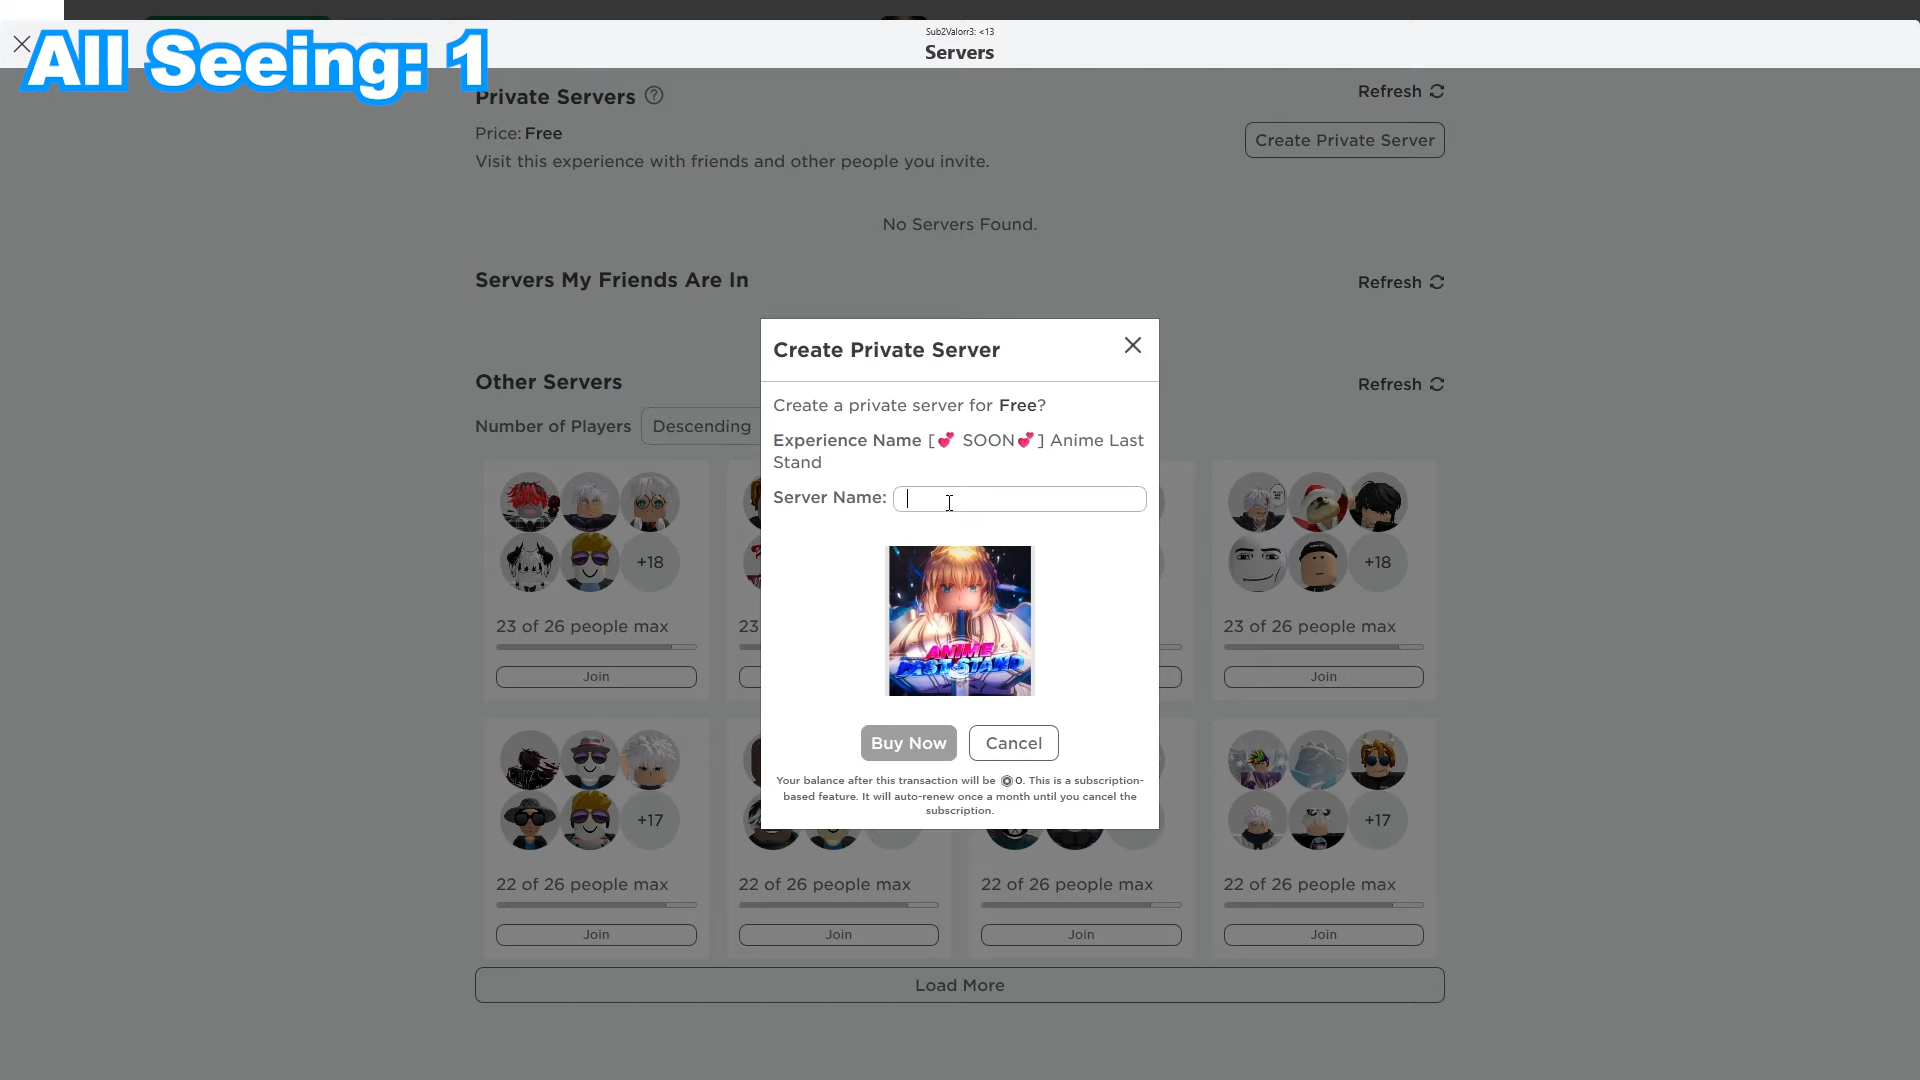 Sub2Valorr3: <13
Servers
All Seeing: 1
Private Servers
Refresh
Price: Free
Create Private Server
Visit this experience with friends and other people you invite.
No Servers Found.
Servers My Friends Are In
Refresh
Other Servers
Refresh
Number of Players Descending
Create Private Server
Create a private server for Free?
Experience Name [💕 SOON💕] Anime Last
Stand
Server Name:
ANIME
LAST STAND
Buy Now
Cancel
Your balance after this transaction will be 0. This is a subscription-
based feature. It will auto-renew once a month until you cancel the
subscription.
+18
+18
23 of 26 people max
23
23 of 26 people max
Join
Join
+17
+17
22 of 26 people max
22 of 26 people max
22 of 26 people max
22 of 26 people max
Join
Join
Join
Join
Load More